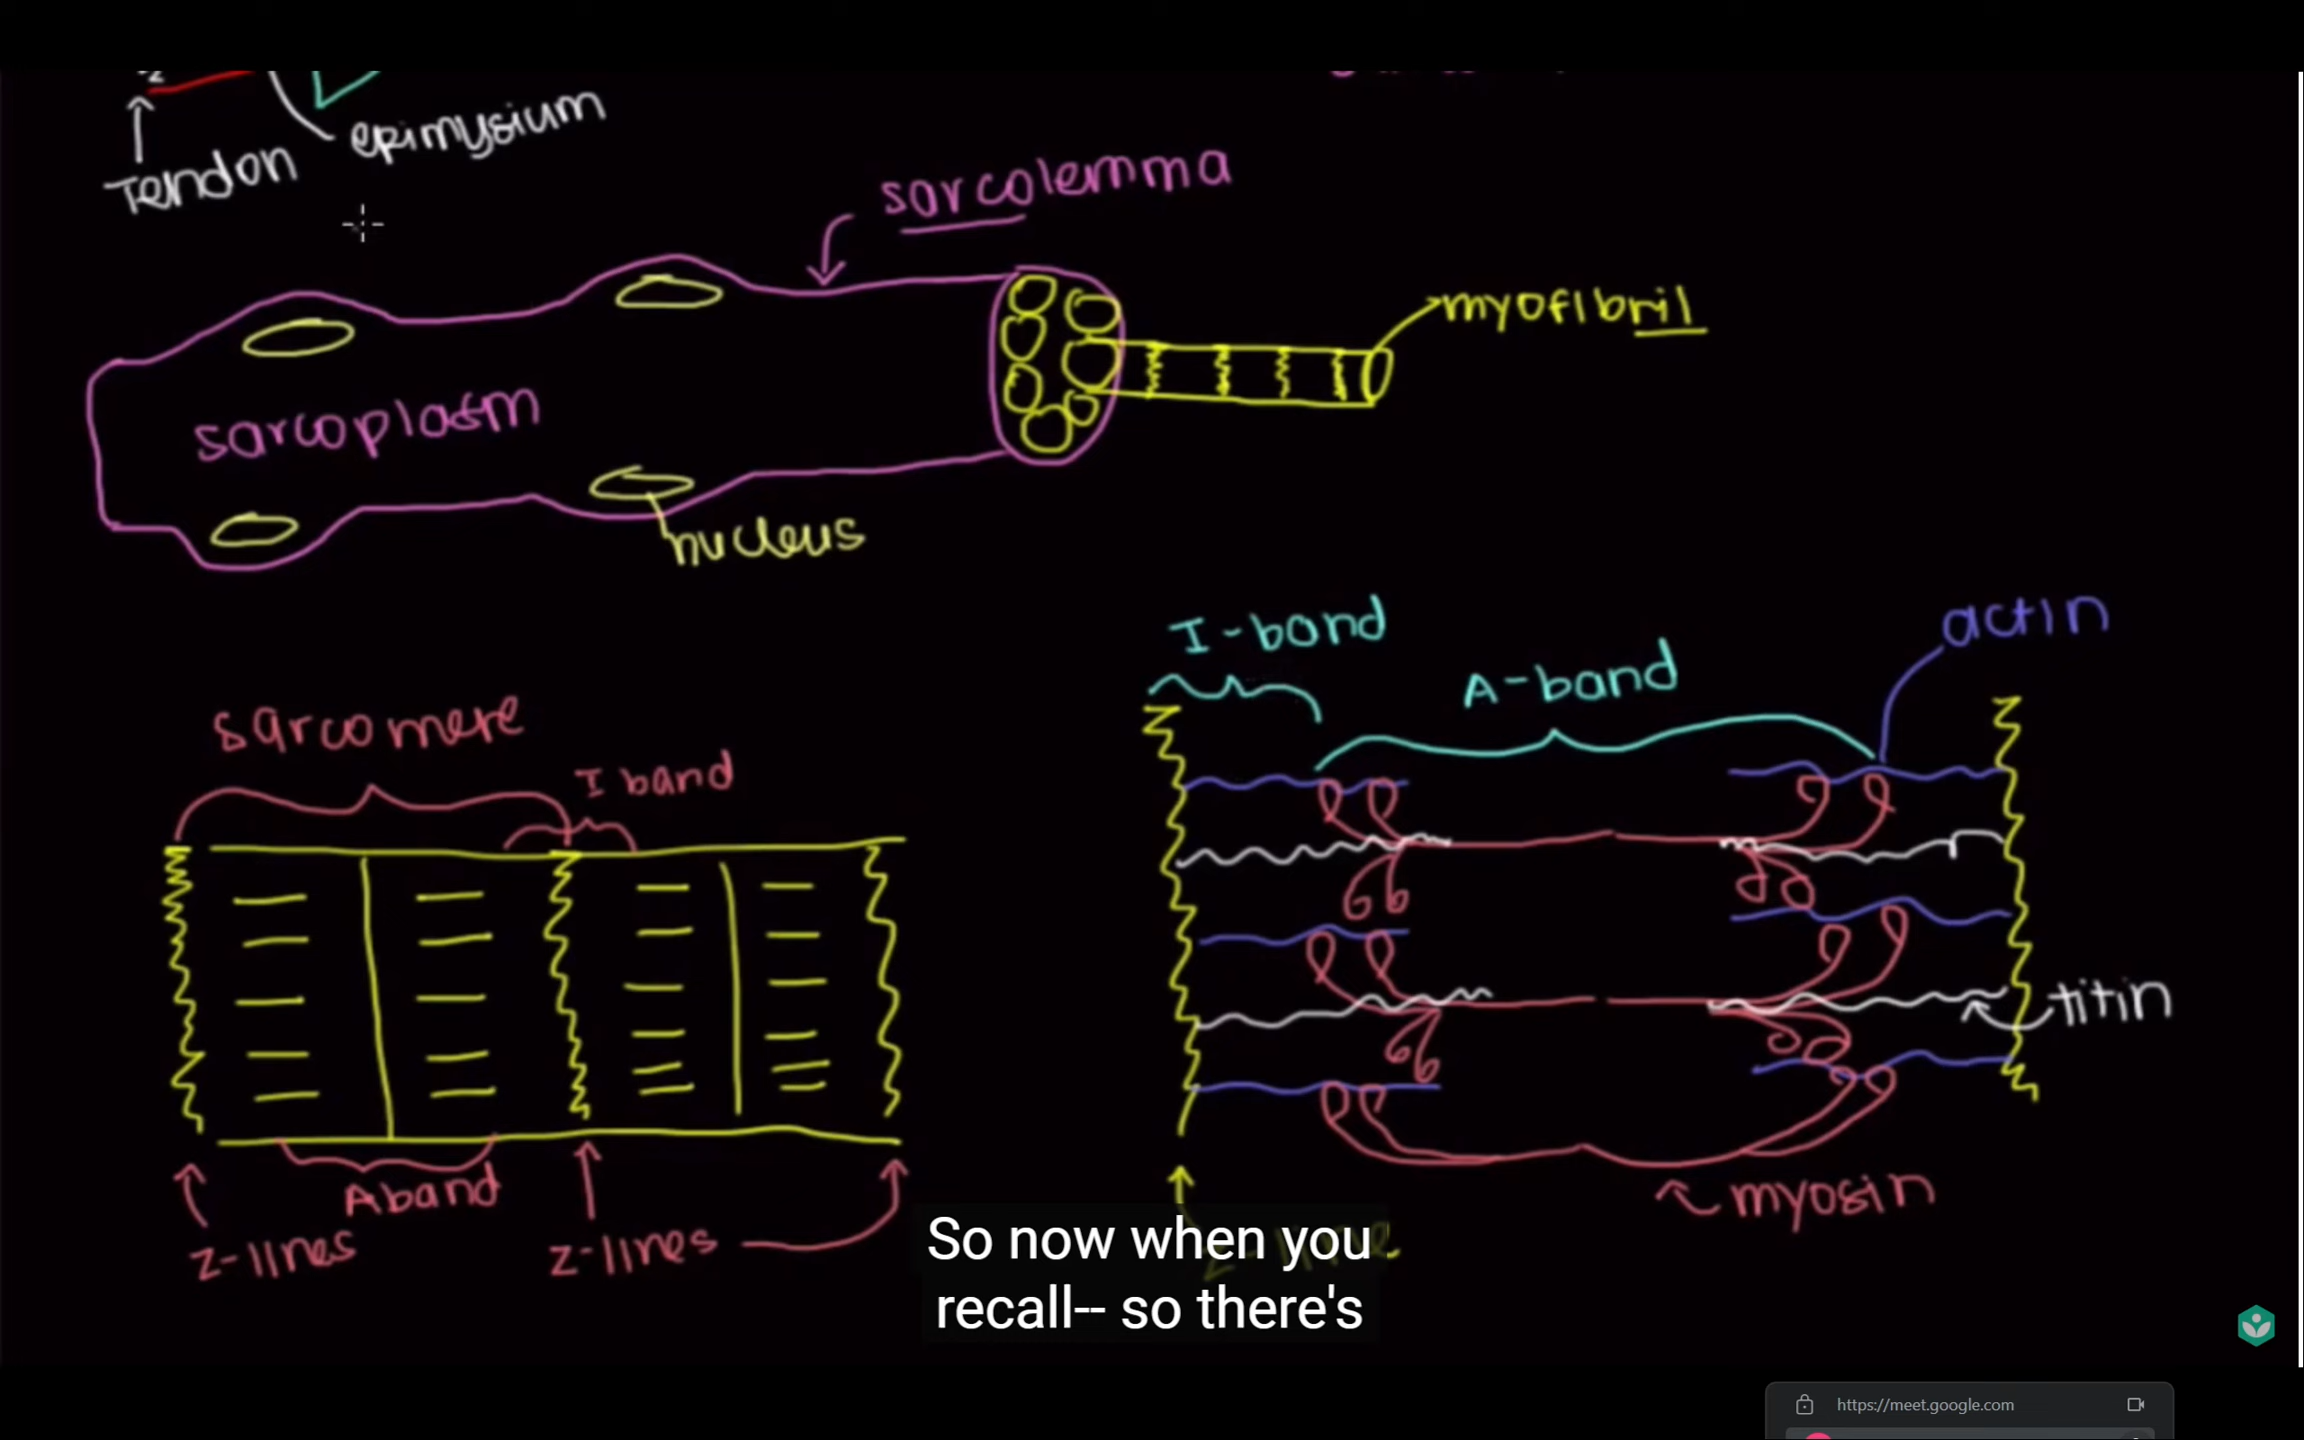 Tendon
epimysium
sarcolemma
myofibril
sarcoplasm
nucleus
I-band
actin
A-band
sarcomere
I band
titin
A band
myosin
z-lines
z-lines
So now when you
recall-- so there's
https://meet.google.com